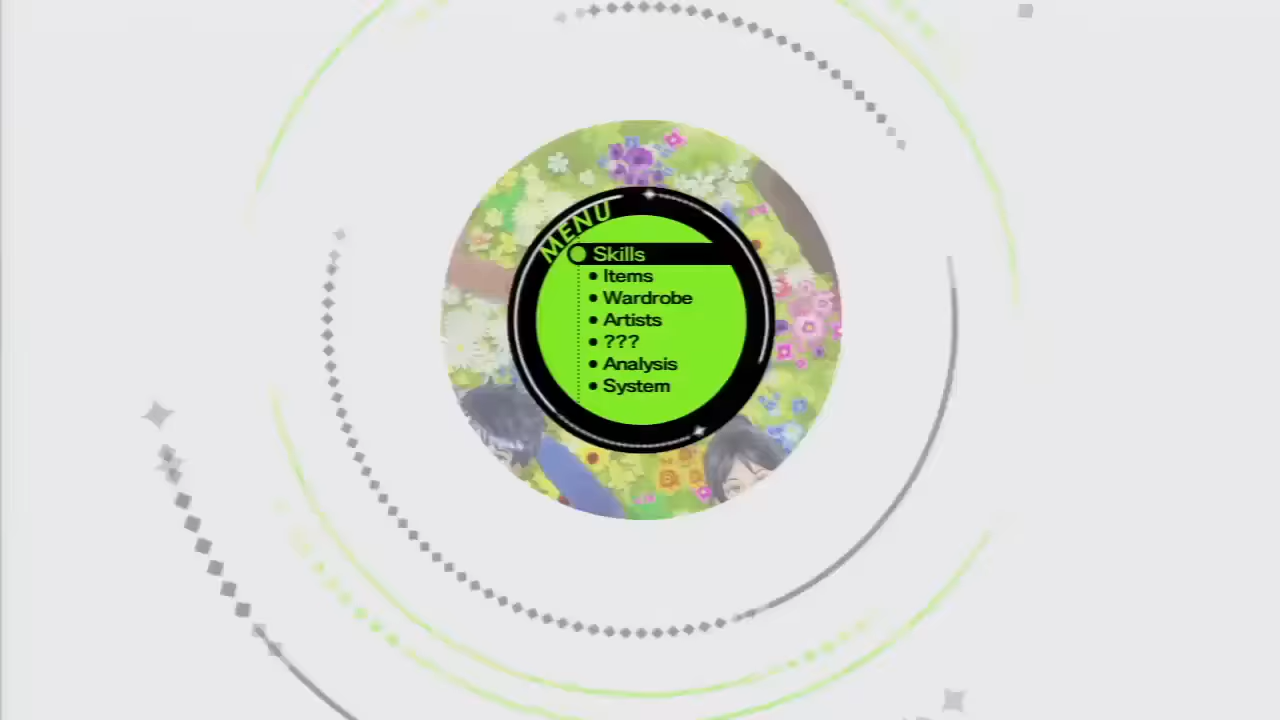 MENU
Skills
Items
Wardrobe
Artists
???
Analysis
System